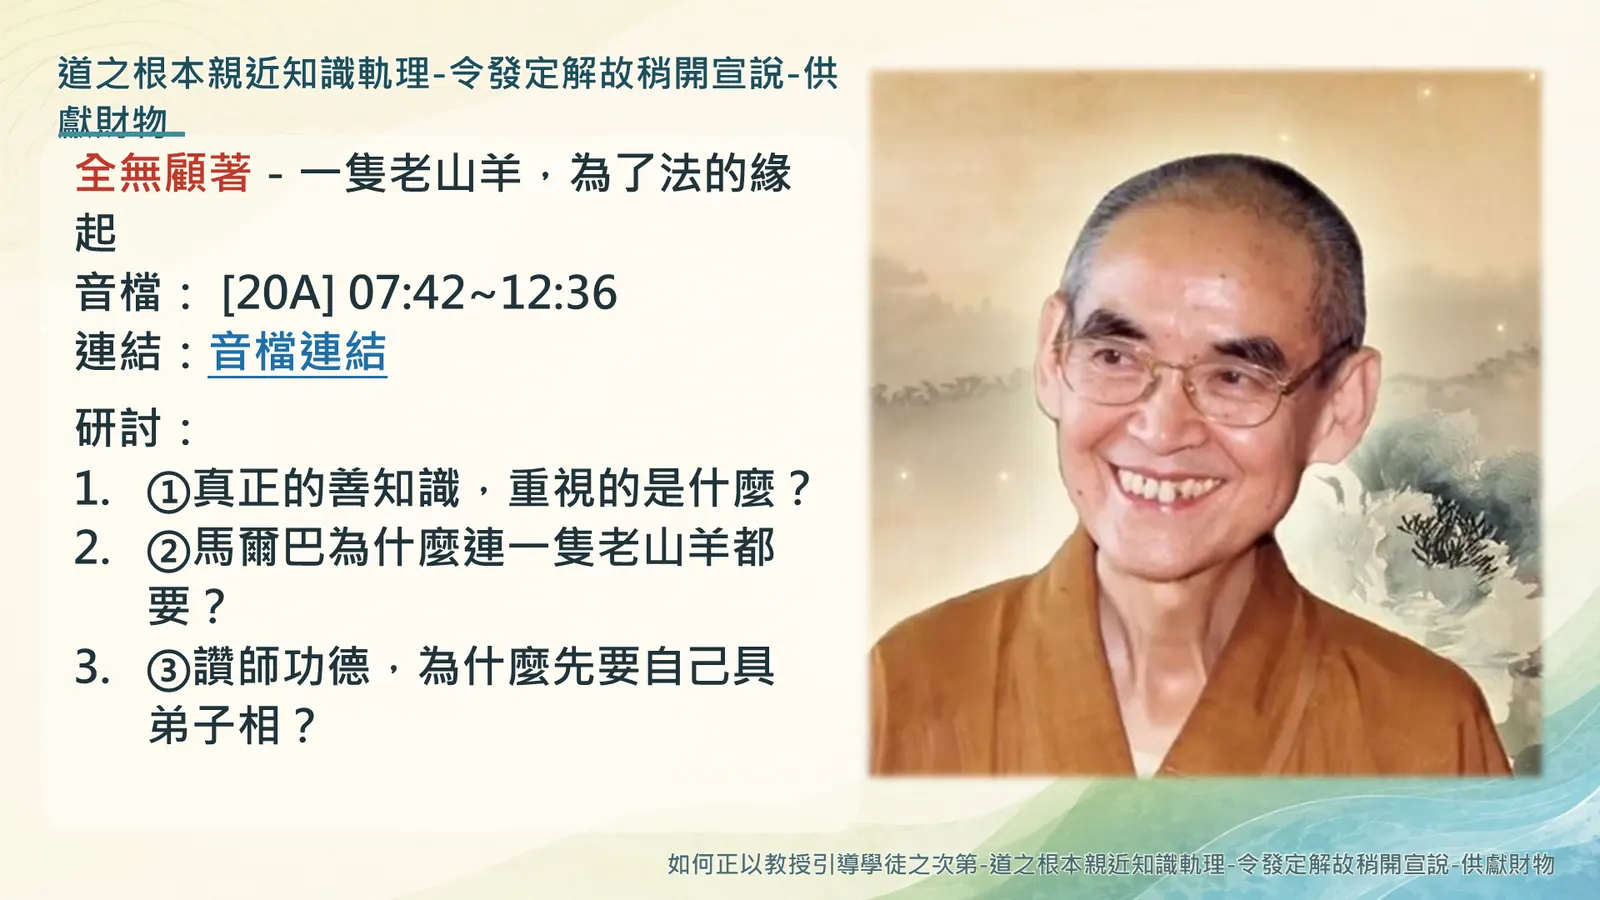 道之根本親近知識軌理-令發定解故稍開宣說-供
獻財物
全無顧著 - 一隻老山羊，為了法的緣
起
音檔： [20A] 07:42~12:36
連結：音檔連結
研討：
1. ①真正的善知識，重視的是什麼？
2. ②馬爾巴為什麼連一隻老山羊都
要？
3. ③讚師功德，為什麼先要自己具
弟子相？
如何正以教授引導學徒之次第-道之根本親近知識軌理-令發定解故稍開宣說-供獻財物